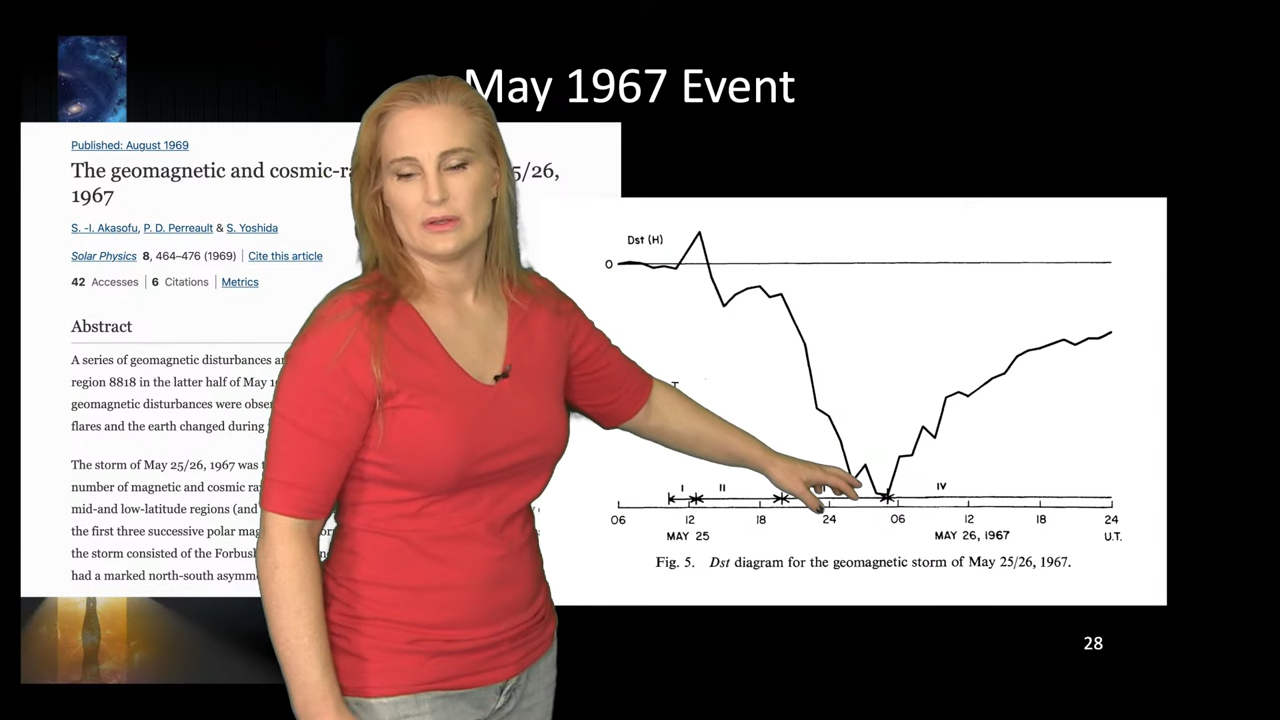 May 1967 Event
Published: August 1969
The geomagnetic and cosmic-ra 5/26,
1967
S. -I. Akasofu, P. D. Perreault & S. Yoshida
Solar Physics 8, 464–476 (1969) | Cite this article
42 Accesses | 6 Citations | Metrics
Abstract
A series of geomagnetic disturbances a
region 8818 in the latter half of May 1
geomagnetic disturbances were obse
flares and the earth changed during
The storm of May 25/26, 1967 was
number of magnetic and cosmic ra
mid-and low-latitude regions (and
the first three successive polar mag
the storm consisted of the Forbus
had a marked north-south asymme
Dst (H)
0
I II IV
06 12 18 24 06 12 18 24
MAY 25 MAY 26, 1967 U.T.
Fig. 5. Dst diagram for the geomagnetic storm of May 25/26, 1967.
28